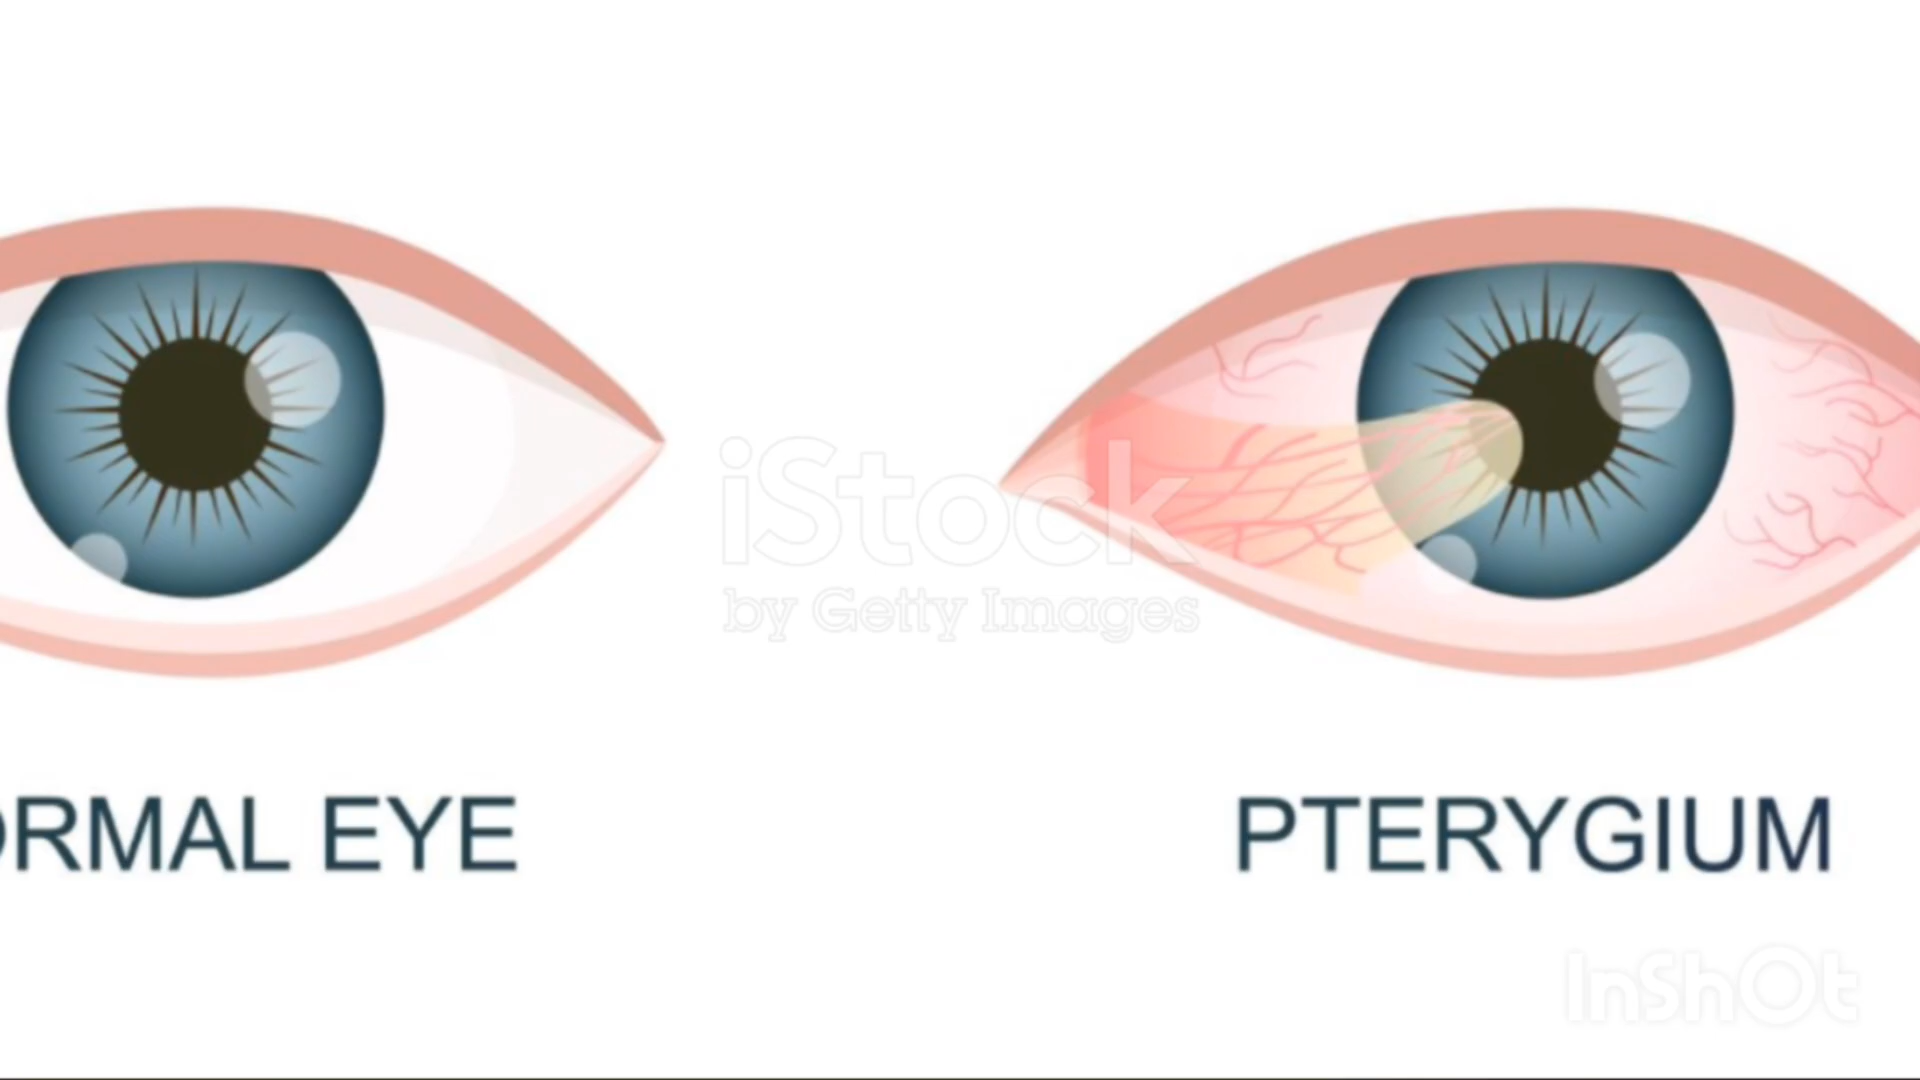 iStock
by Getty Images
ORMAL EYE
PTERYGIUM
InShOt